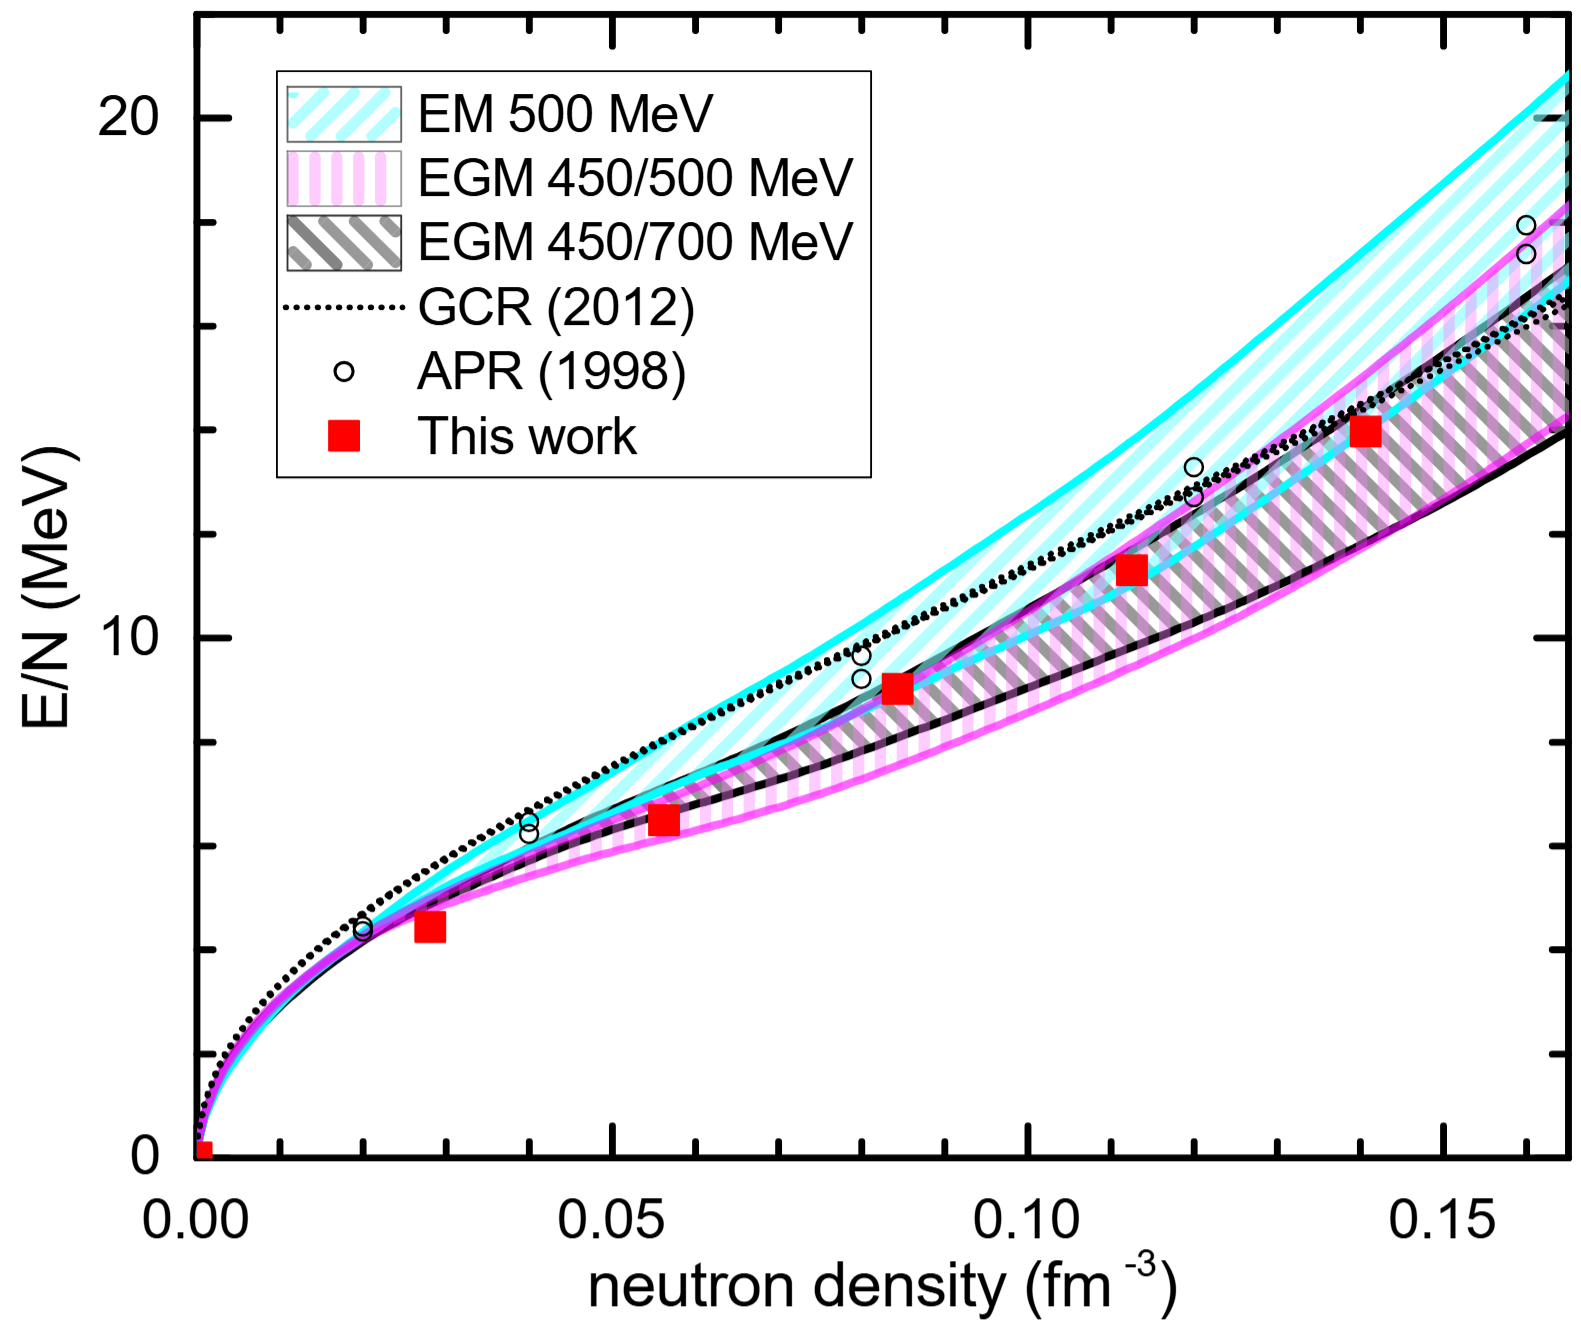 EM 500 MeV
EGM 450/500 MeV
EGM 450/700 MeV
GCR (2012)
APR (1998)
This work
E/N (MeV)
20
10
0
0.00 0.05 0.10 0.15
neutron density (fm⁻³)